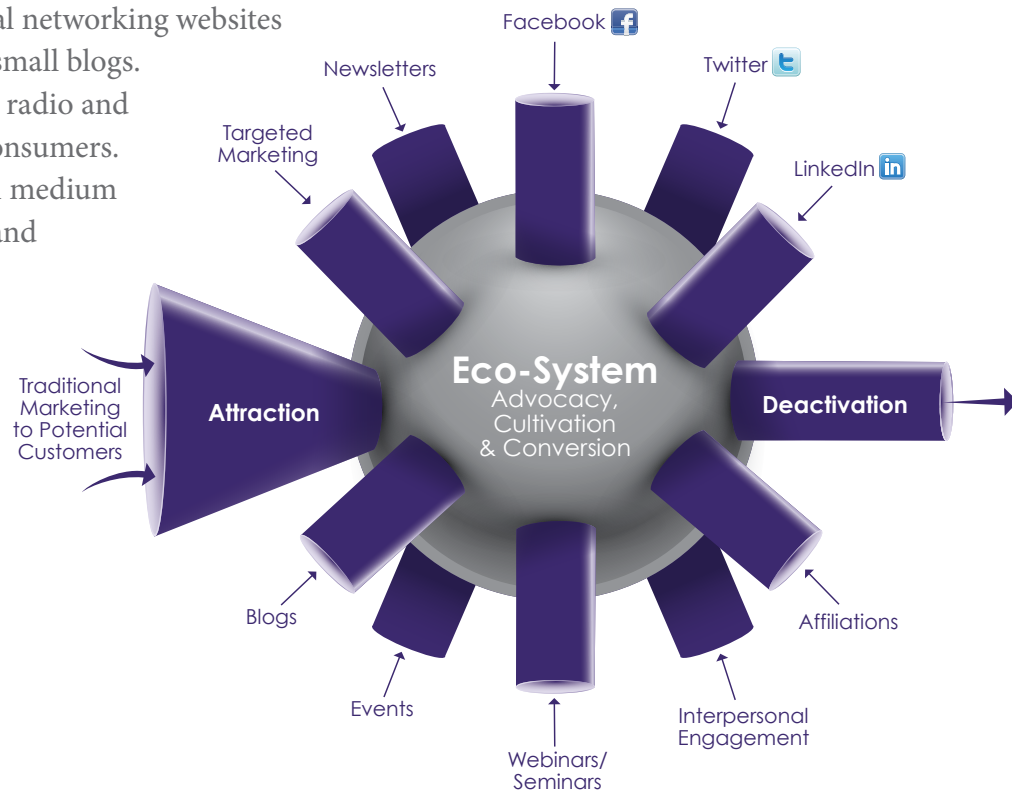 al networking websites
small blogs.
radio and
onsumers.
medium
and
Facebook
Newsletters
Twitter
Targeted
Marketing
LinkedIn
Traditional
Marketing
to Potential
Customers
Attraction
Eco-System
Advocacy,
Cultivation
& Conversion
Deactivation
Blogs
Affiliations
Events
Interpersonal
Engagement
Webinars/
Seminars